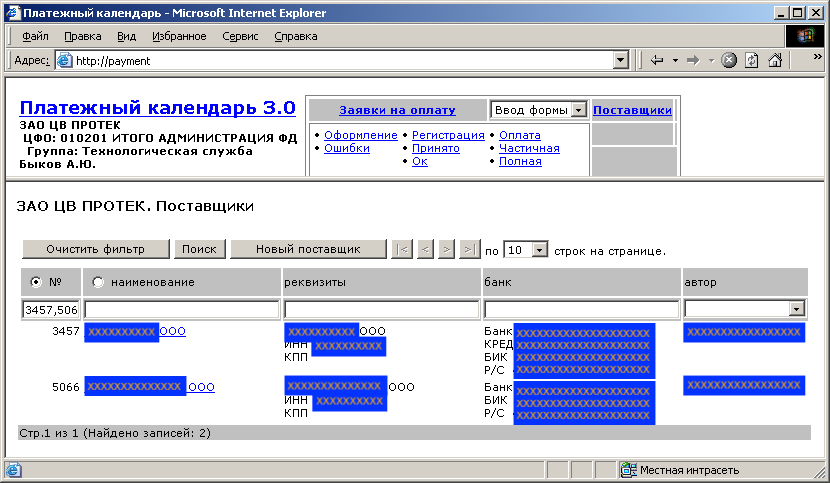 Платежный календарь - Microsoft Internet Explorer
Файл Правка Вид Избранное Сервис Справка
Адрес: http://payment
Платежный календарь 3.0
ЗАО ЦВ ПРОТЕК
ЦФО: 010201 ИТОГО АДМИНИСТРАЦИЯ ФД
Группа: Технологическая служба
Быков А.Ю.
Заявки на оплату Ввод формы Поставщики
• Оформление • Регистрация • Оплата
• Ошибки • Принято • Частичная
• Ок • Полная
ЗАО ЦВ ПРОТЕК. Поставщики
Очистить фильтр Поиск Новый поставщик |< < > >| по 10 строк на странице.
№ наименование реквизиты банк автор
3457,506
3457 XXXXXXXXXX ООО XXXXXXXXXX ООО Банк XXXXXXXXXXXXXXXXXXXX XXXXXXXXXXXXXXXX
ИНН XXXXXXXXXX КРЕД XXXXXXXXXXXXXXXXXXXX
КПП БИК XXXXXXXXXXXXXXXXXXXX
Р/С XXXXXXXXXXXXXXXXXXXX
5066 XXXXXXXXXXXXXX ООО XXXXXXXXXXXXXX ООО Банк XXXXXXXXXXXXXXXXXXXX XXXXXXXXXXXXXXXX
ИНН XXXXXXXXXX БИК XXXXXXXXXXXXXXXXXXXX
КПП Р/С XXXXXXXXXXXXXXXXXXXX
Стр.1 из 1 (Найдено записей: 2)
Местная интрасеть